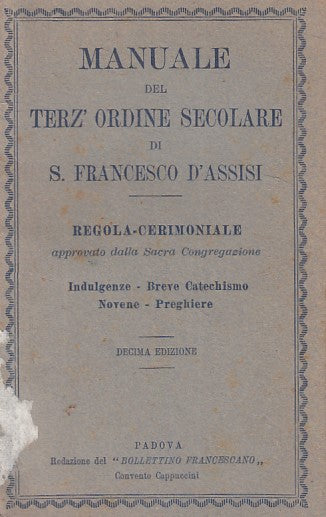 MANUALE
DEL
TERZ' ORDINE SECOLARE
DI
S. FRANCESCO D'ASSISI
REGOLA-CERIMONIALE
approvato dalla Sacra Congregazione
Indulgenze - Breve Catechismo
Novene - Preghiere
DECIMA EDIZIONE
PADOVA
Redazione del "BOLLETTINO FRANCESCANO„
Convento Cappuccini